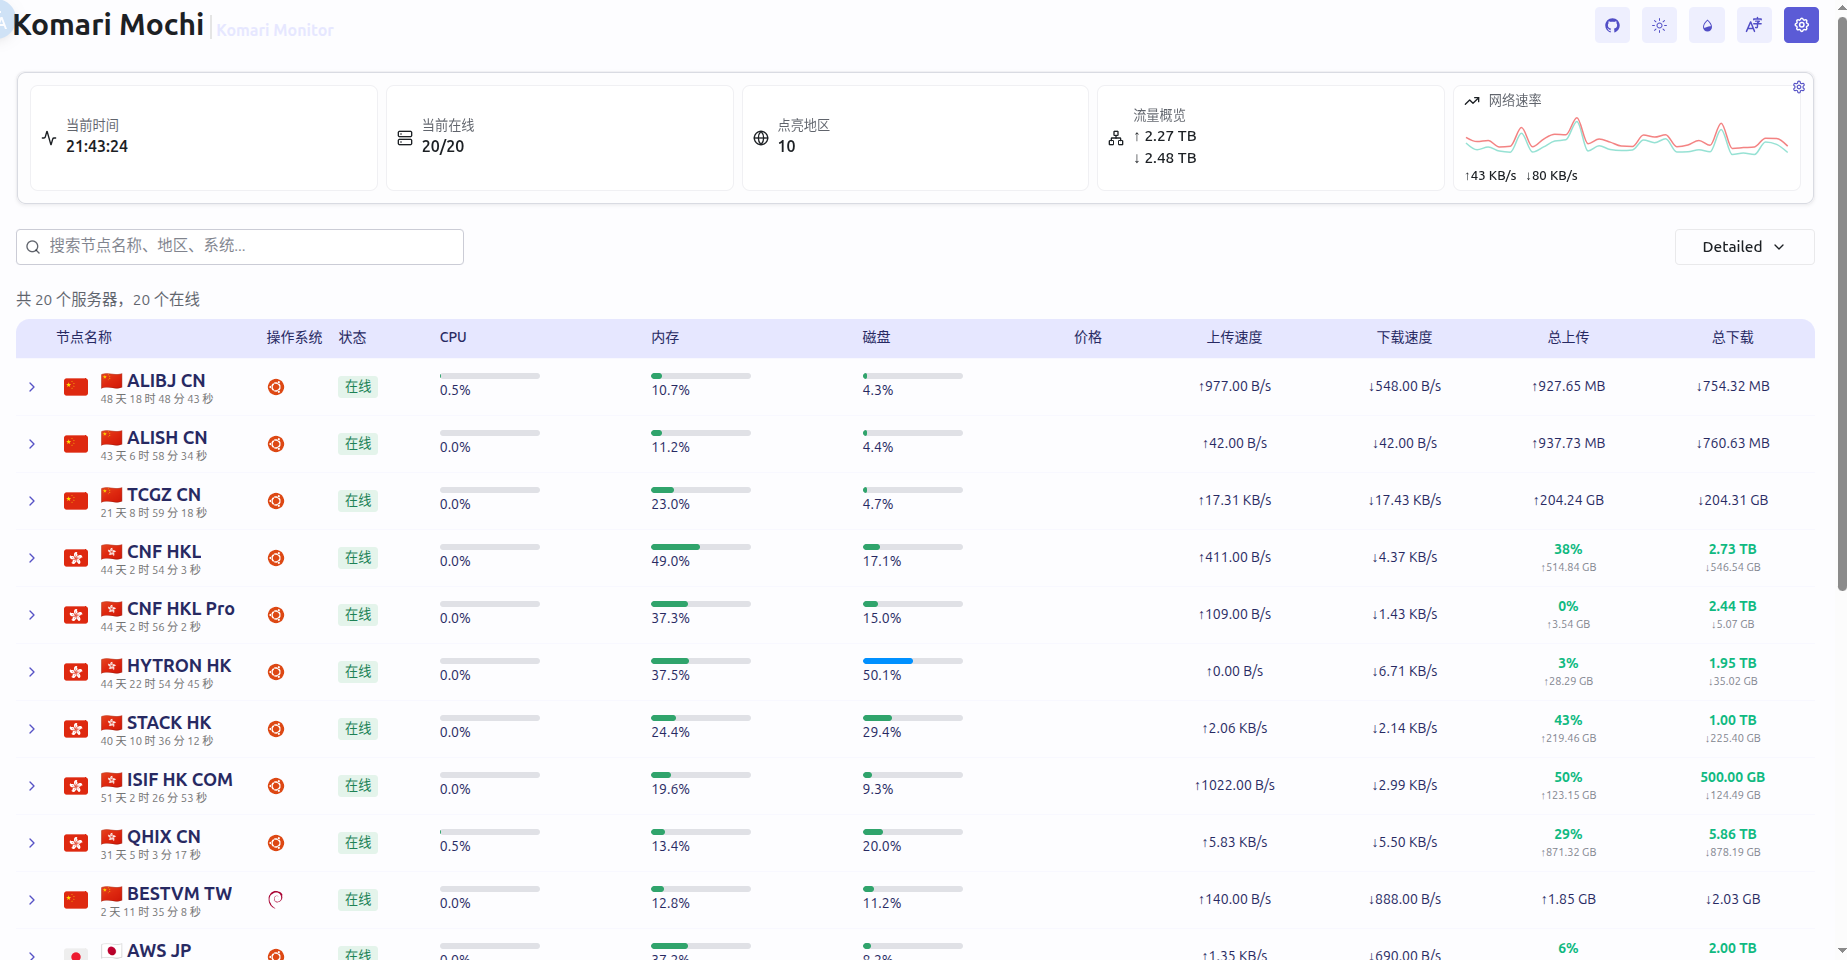 Komari Mochi Komari Monitor
当前时间
21:43:24
当前在线
20/20
点亮地区
10
流量概览
↑ 2.27 TB
↓ 2.48 TB
网络速率
↑43 KB/s ↓80 KB/s
搜索节点名称、地区、系统...
Detailed
共 20 个服务器，20 个在线
节点名称 操作系统 状态 CPU 内存 磁盘 价格 上传速度 下载速度 总上传 总下载
ALIBJ CN
48 天 18 时 48 分 43 秒
在线 0.5% 10.7% 4.3% ↑977.00 B/s ↓548.00 B/s ↑927.65 MB ↓754.32 MB
ALISH CN
43 天 6 时 58 分 34 秒
在线 0.0% 11.2% 4.4% ↑42.00 B/s ↓42.00 B/s ↑937.73 MB ↓760.63 MB
TCGZ CN
21 天 8 时 59 分 18 秒
在线 0.0% 23.0% 4.7% ↑17.31 KB/s ↓17.43 KB/s ↑204.24 GB ↓204.31 GB
CNF HKL
44 天 2 时 54 分 3 秒
在线 0.0% 49.0% 17.1% ↑411.00 B/s ↓4.37 KB/s 38% 2.73 TB
↑514.84 GB ↓546.54 GB
CNF HKL Pro
44 天 2 时 56 分 2 秒
在线 0.0% 37.3% 15.0% ↑109.00 B/s ↓1.43 KB/s 0% 2.44 TB
↑3.54 GB ↓5.07 GB
HYTRON HK
44 天 22 时 54 分 45 秒
在线 0.0% 37.5% 50.1% ↑0.00 B/s ↓6.71 KB/s 3% 1.95 TB
↑28.29 GB ↓35.02 GB
STACK HK
40 天 10 时 36 分 12 秒
在线 0.0% 24.4% 29.4% ↑2.06 KB/s ↓2.14 KB/s 43% 1.00 TB
↑219.46 GB ↓225.40 GB
ISIF HK COM
51 天 2 时 26 分 53 秒
在线 0.0% 19.6% 9.3% ↑1022.00 B/s ↓2.99 KB/s 50% 500.00 GB
↑123.15 GB ↓124.49 GB
QHIX CN
31 天 5 时 3 分 17 秒
在线 0.5% 13.4% 20.0% ↑5.83 KB/s ↓5.50 KB/s 29% 5.86 TB
↑871.32 GB ↓878.19 GB
BESTVM TW
2 天 11 时 35 分 8 秒
在线 0.0% 12.8% 11.2% ↑140.00 B/s ↓888.00 B/s ↑1.85 GB ↓2.03 GB
AWS JP
在线 0.0% 37.2% 8.2% ↑1.35 KB/s ↓690.00 B/s 6% 2.00 TB